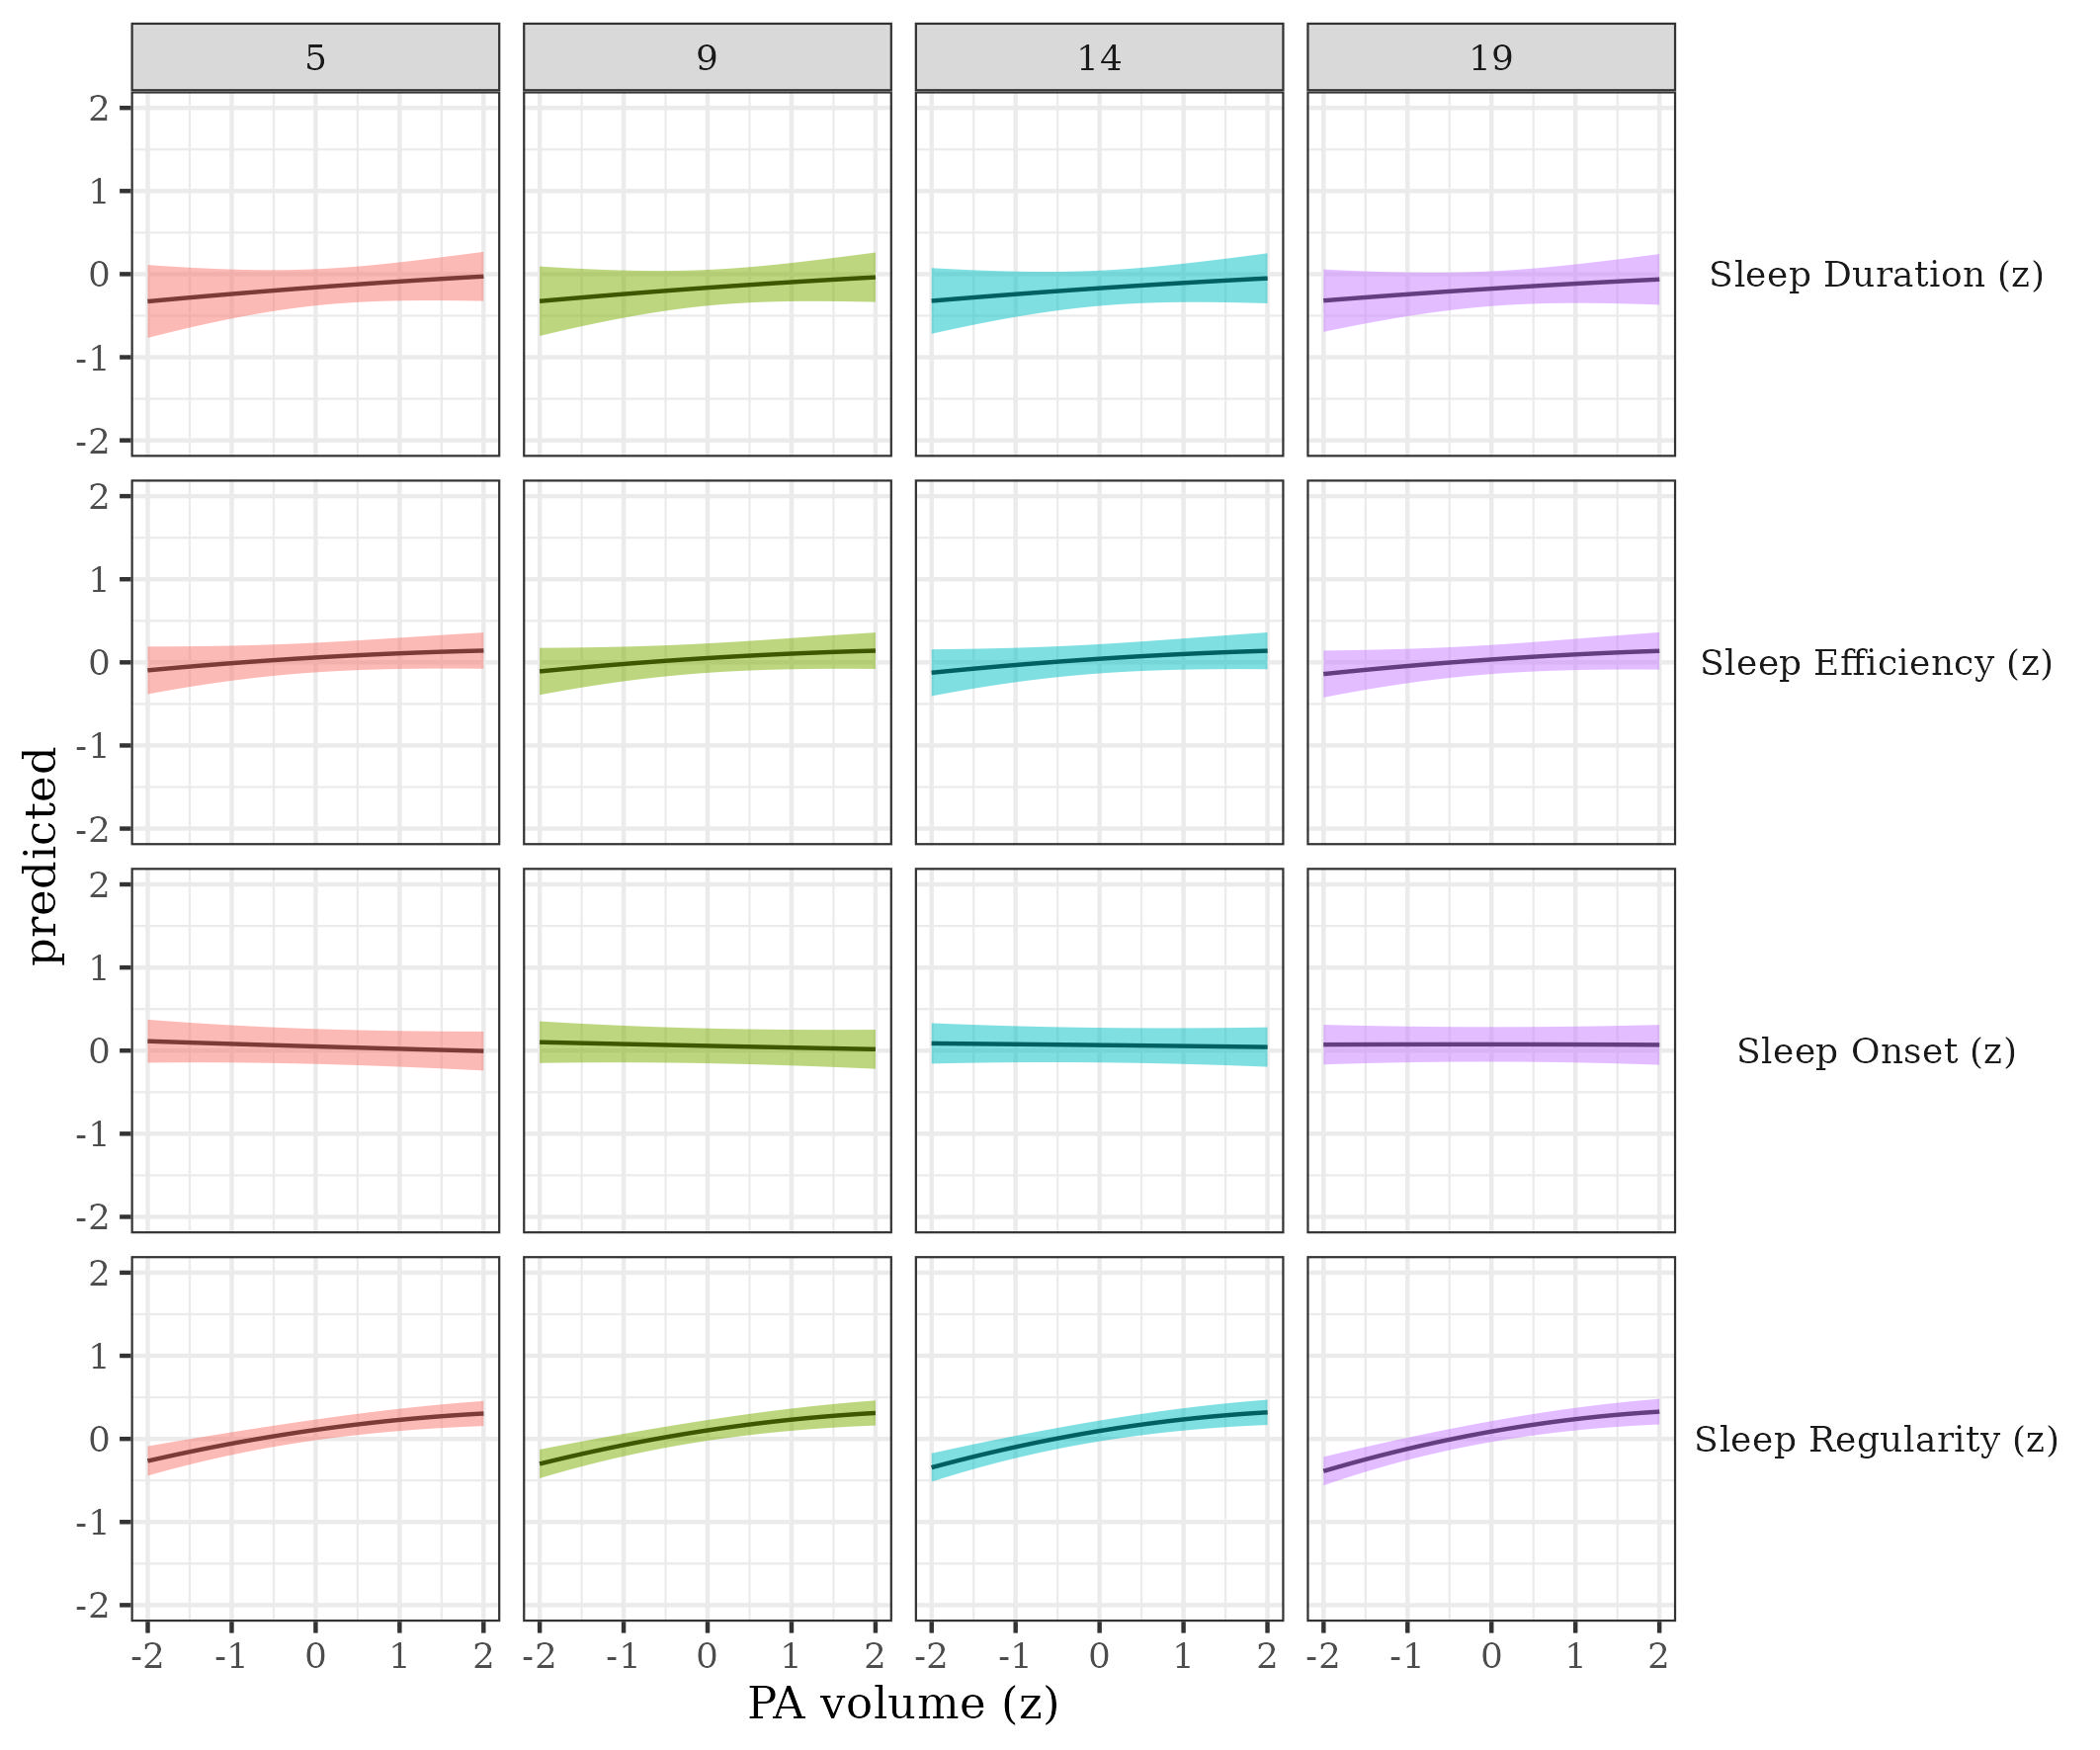 5 9 14 19
2
1
0
-1
-2
Sleep Duration (z)
2
1
0
-1
-2
Sleep Efficiency (z)
2
1
0
-1
-2
Sleep Onset (z)
2
1
0
-1
-2
Sleep Regularity (z)
predicted
-2 -1 0 1 2 -2 -1 0 1 2 -2 -1 0 1 2 -2 -1 0 1 2
PA volume (z)